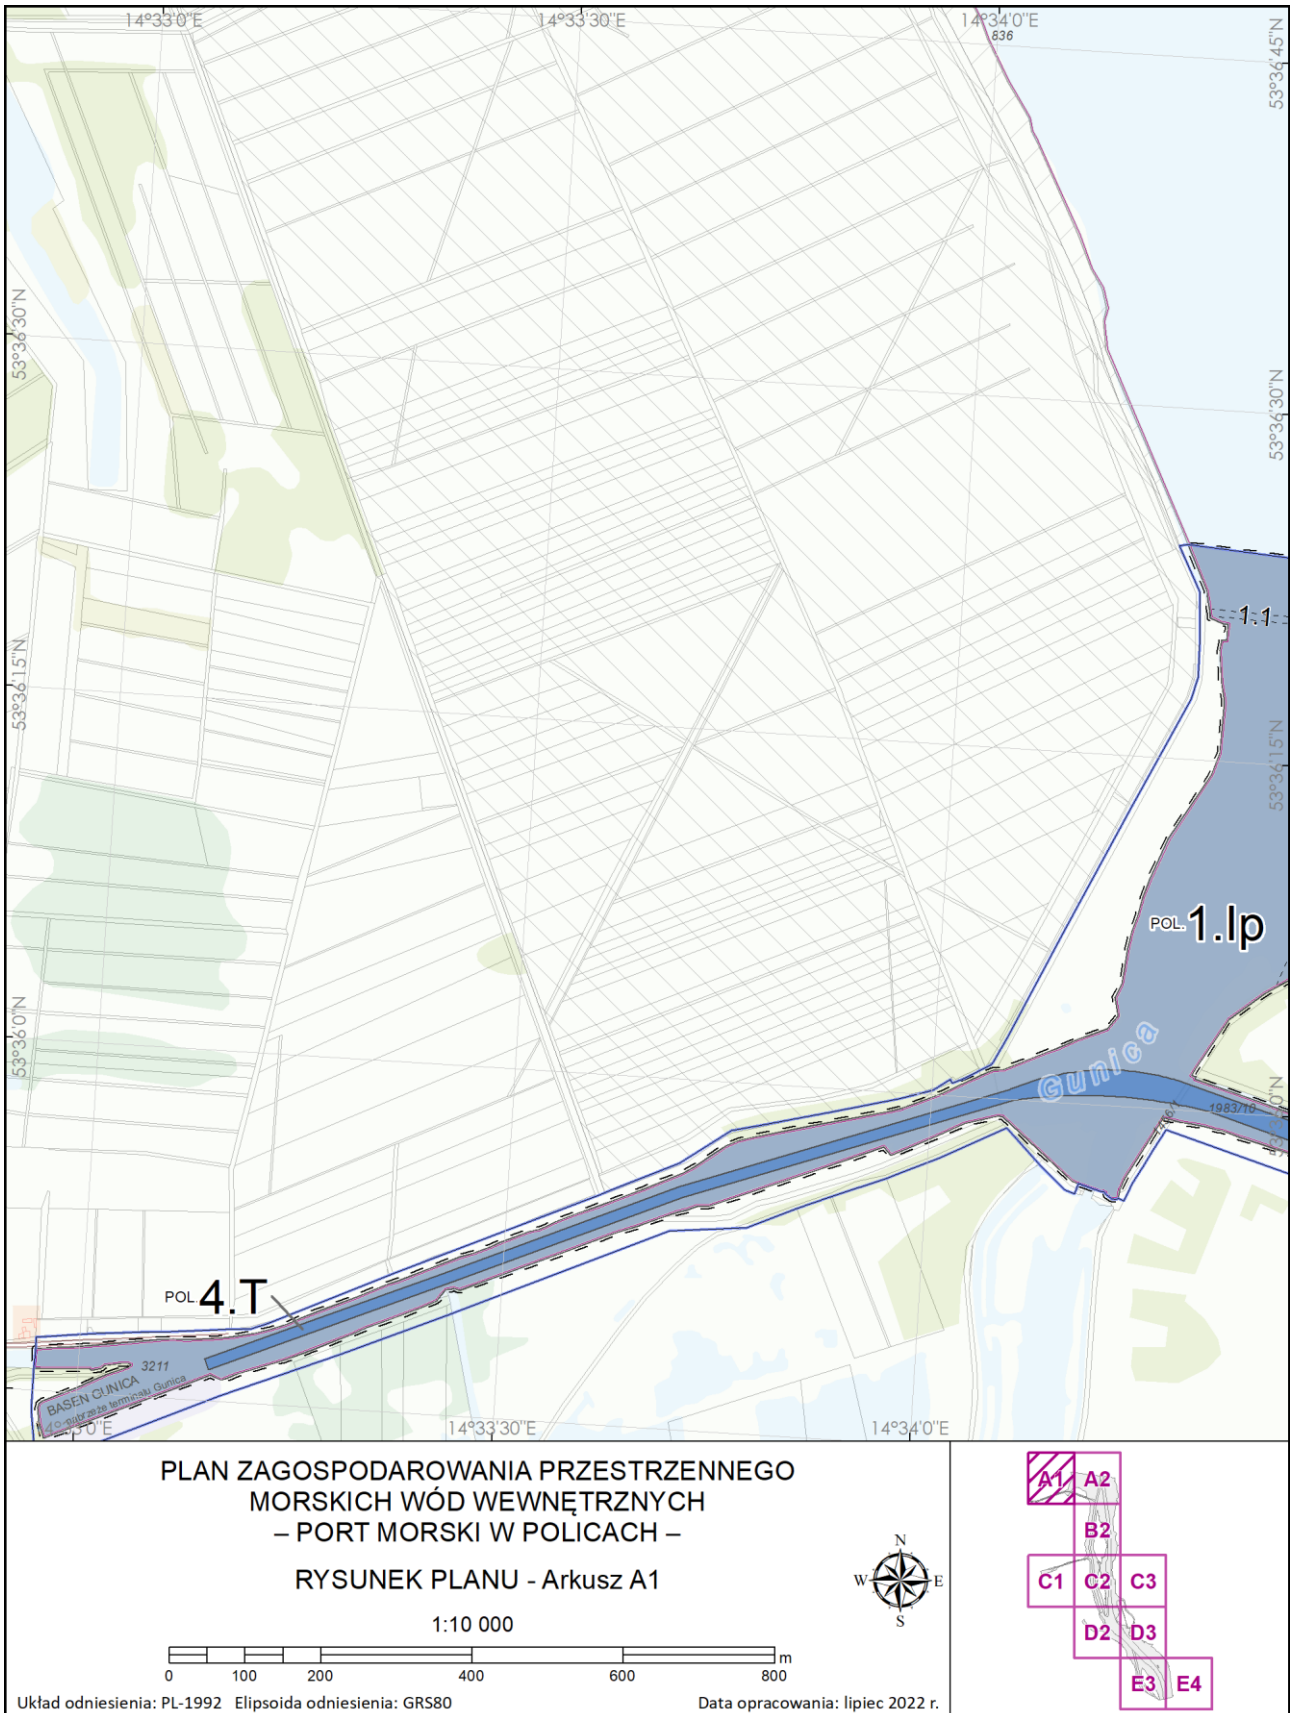 14°33'0"E
14°33'30"E
14°34'0"E
836
53°36'45"N
53°36'30"N
53°36'30"N
1.1
53°36'15"N
53°36'15"N
POL.1.Ip
53°36'0"N
Gunica
1983/10
POL.4.T
3211
BASEN GUNICA
nabrzeże terminalu Gunica
14°33'30"E
14°34'0"E
PLAN ZAGOSPODAROWANIA PRZESTRZENNEGO
MORSKICH WÓD WEWNĘTRZNYCH
– PORT MORSKI W POLICACH –
RYSUNEK PLANU - Arkusz A1
1:10 000
0 100 200 400 600 800 m
Układ odniesienia: PL-1992 Elipsoida odniesienia: GRS80
Data opracowania: lipiec 2022 r.
N
W E
S
A1 A2
B2
C1 C2 C3
D2 D3
E3 E4